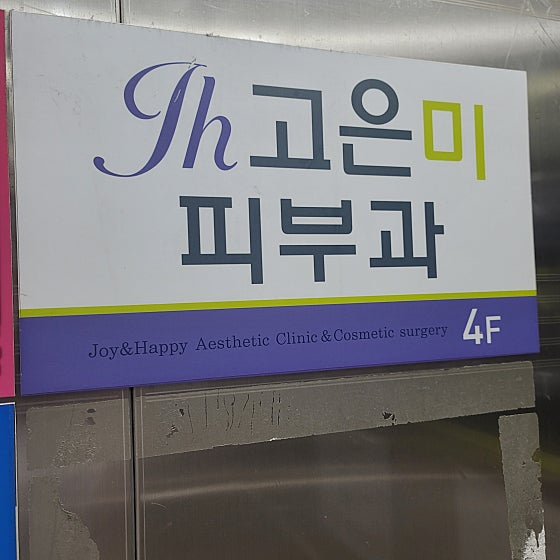 Jh 고은미
피부과
Joy&Happy Aesthetic Clinic & Cosmetic surgery 4F